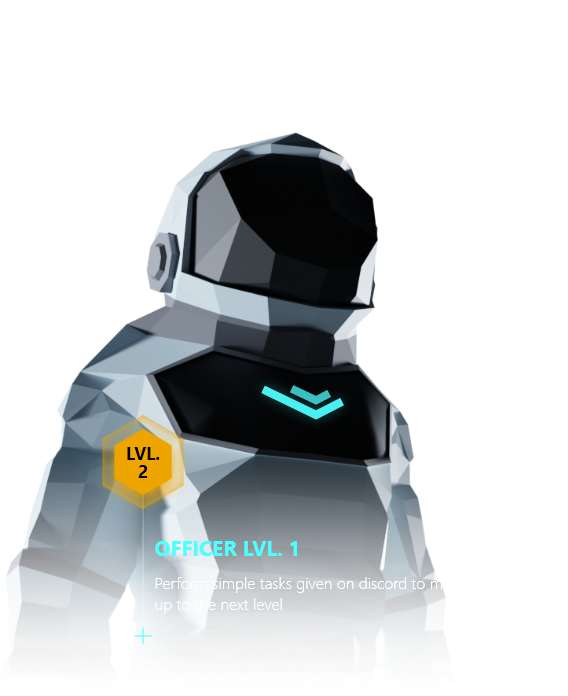 LVL.
2
OFFICER LVL. 1
Perform simple tasks given on discord to
up to the next level